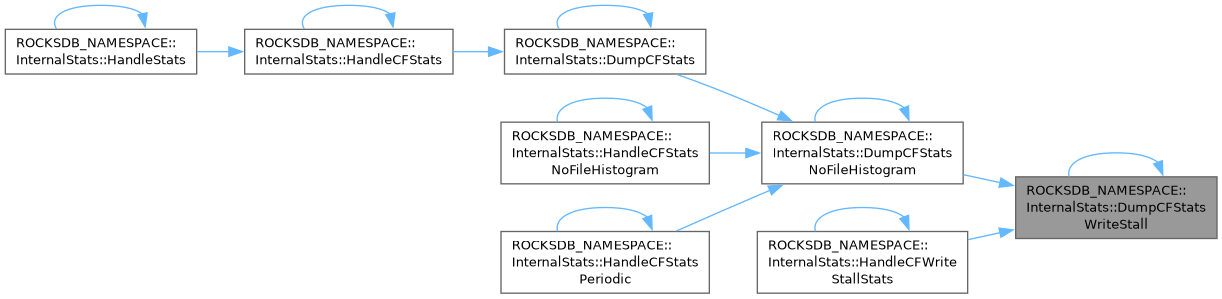 ROCKSDB_NAMESPACE::
InternalStats::HandleStats
ROCKSDB_NAMESPACE::
InternalStats::HandleCFStats
ROCKSDB_NAMESPACE::
InternalStats::DumpCFStats
ROCKSDB_NAMESPACE::
InternalStats::HandleCFStats
NoFileHistogram
ROCKSDB_NAMESPACE::
InternalStats::DumpCFStats
NoFileHistogram
ROCKSDB_NAMESPACE::
InternalStats::DumpCFStats
WriteStall
ROCKSDB_NAMESPACE::
InternalStats::HandleCFStats
Periodic
ROCKSDB_NAMESPACE::
InternalStats::HandleCFWrite
StallStats